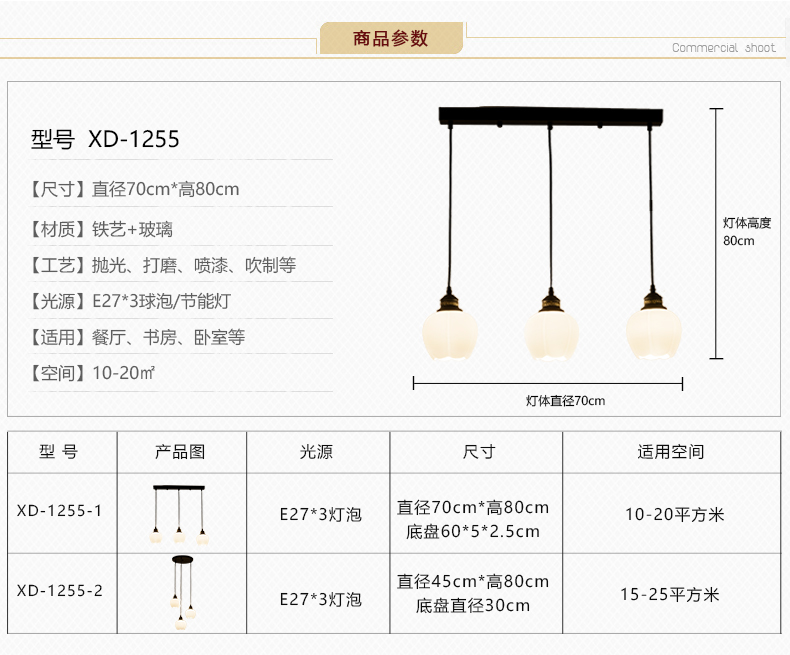 商品参数
Commercial shoot
型号 XD-1255
【尺寸】直径70cm*高80cm
【材质】铁艺+玻璃
【工艺】抛光、打磨、喷漆、吹制等
【光源】E27*3球泡/节能灯
【适用】餐厅、书房、卧室等
【空间】10-20㎡
灯体高度
80cm
灯体直径70cm
型 号 产品图 光源 尺寸 适用空间
XD-1255-1 E27*3灯泡 直径70cm*高80cm 10-20平方米
底盘60*5*2.5cm
XD-1255-2 E27*3灯泡 直径45cm*高80cm 15-25平方米
底盘直径30cm